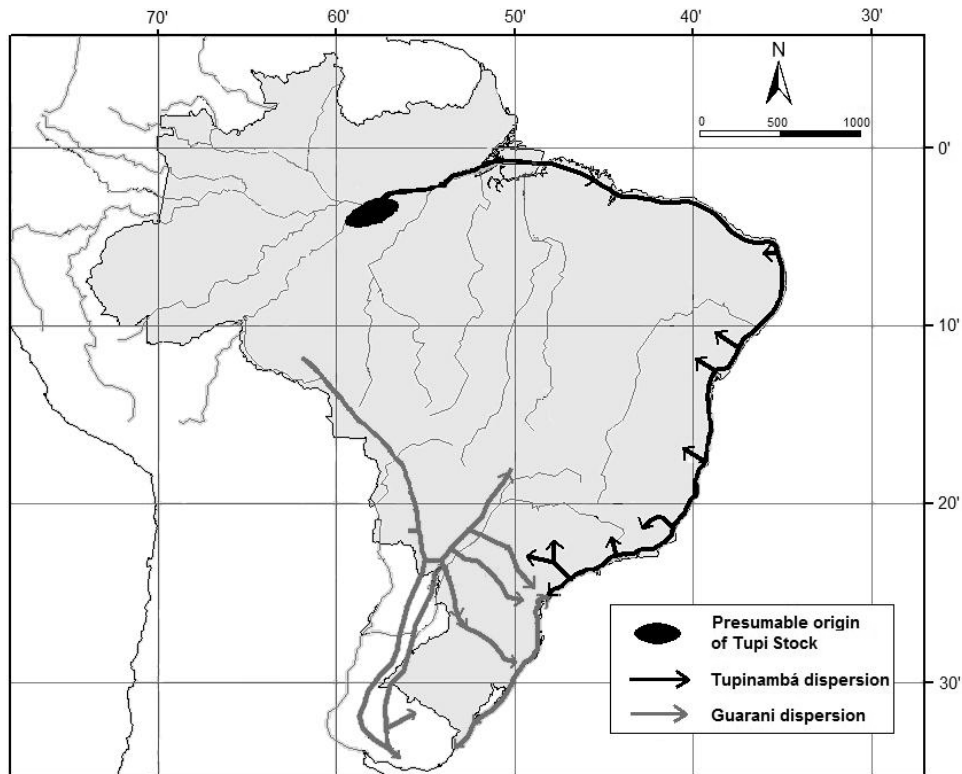 70' 60' 50' 40' 30'
N
0 500 1000
0'
10'
20'
30'
Presumable origin
of Tupi Stock
Tupinambá dispersion
Guarani dispersion